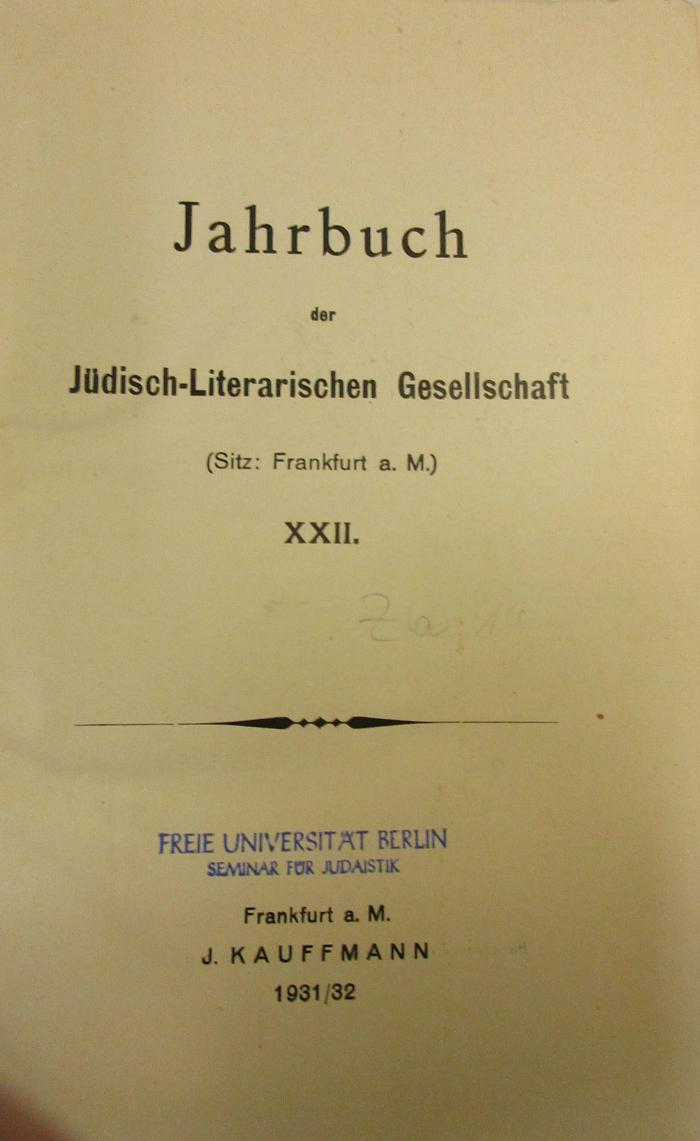 Jahrbuch
der
Jüdisch-Literarischen Gesellschaft
(Sitz: Frankfurt a. M.)
XXII.
FREIE UNIVERSITÄT BERLIN
SEMINAR FÜR JUDAISTIK
Frankfurt a. M.
J. KAUFFMANN
1931/32